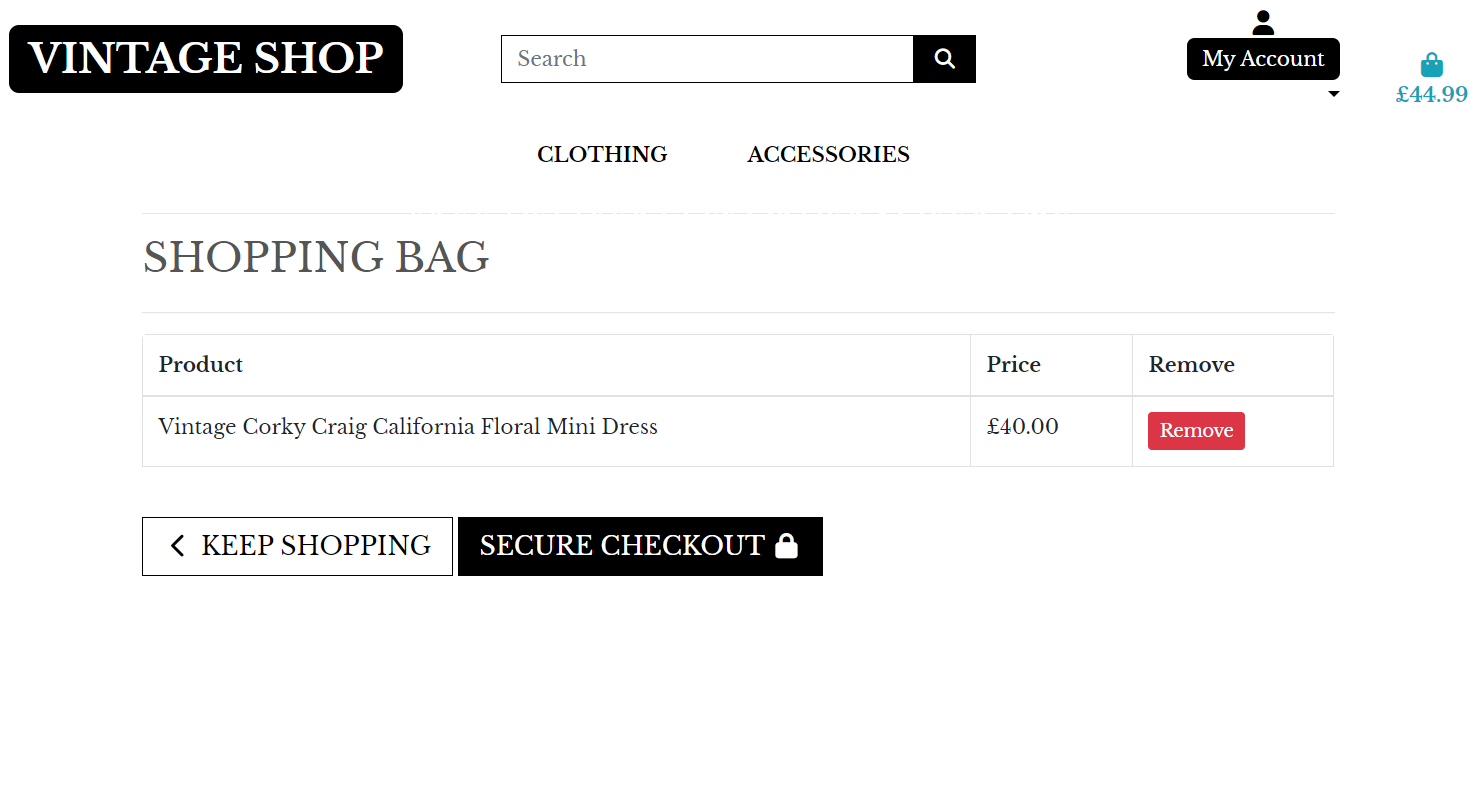 VINTAGE SHOP
Search
My Account
£44.99
CLOTHING ACCESSORIES
SHOPPING BAG
Product Price Remove
Vintage Corky Craig California Floral Mini Dress £40.00 Remove
KEEP SHOPPING SECURE CHECKOUT